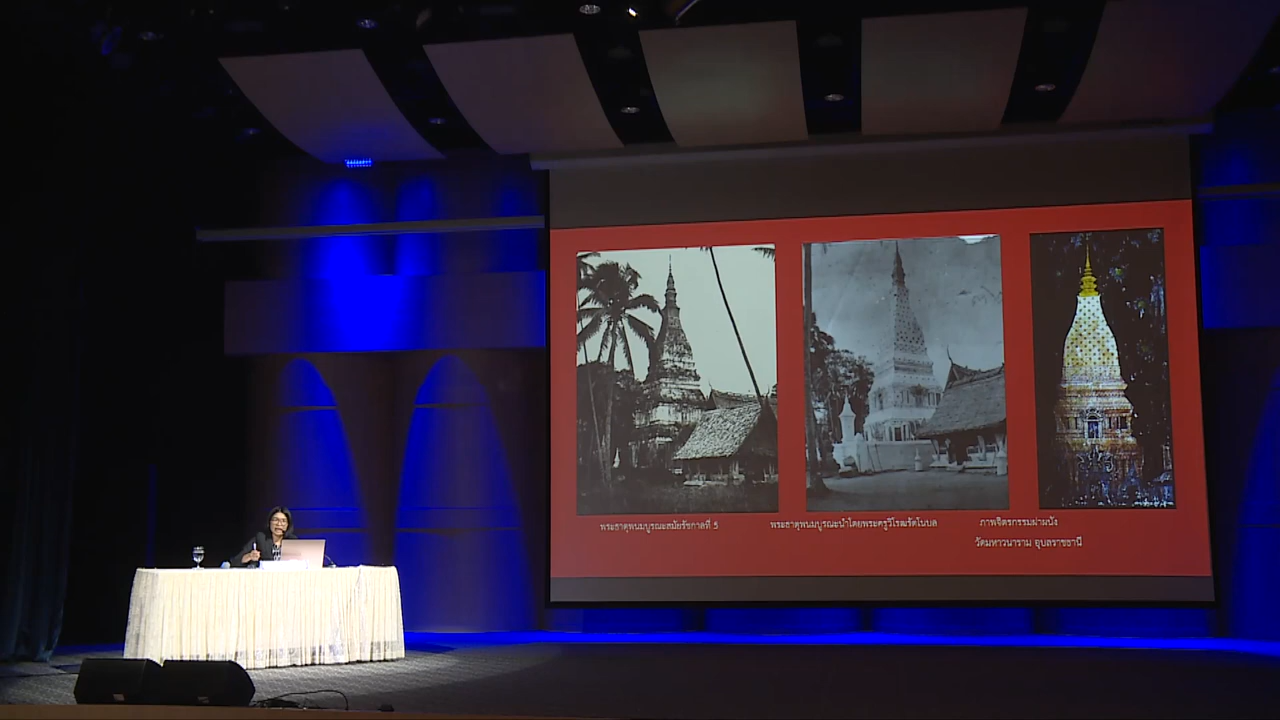 พระธาตุพนมบูรณะสมัยรัชกาลที่ 5
พระธาตุพนมบูรณะนำโดยพระครูวิโรฒรัตโนบล
ภาพจิตรกรรมฝาผนัง
วัดมหาวนาราม อุบลราชธานี